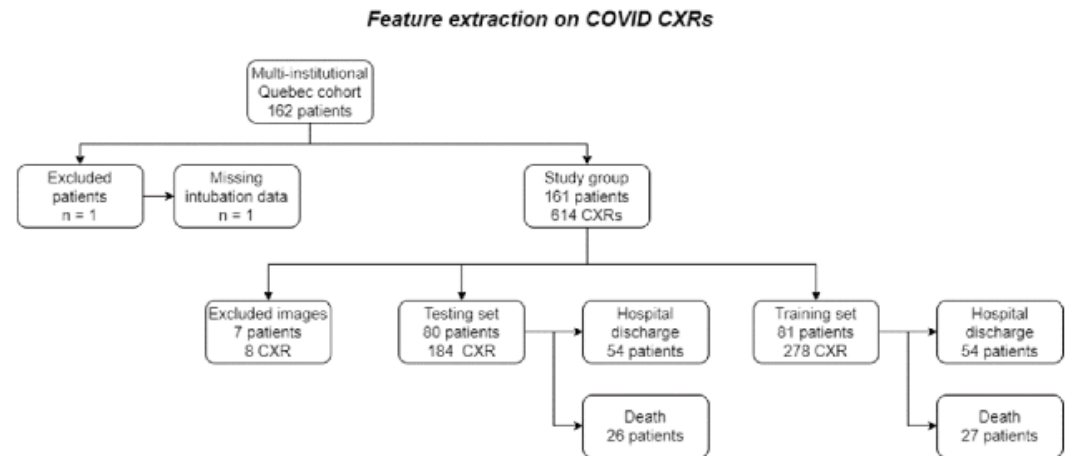 Feature extraction on COVID CXRs
Multi-institutional
Quebec cohort
162 patients
Excluded
patients
n = 1
Missing
intubation data
n = 1
Study group
161 patients
614 CXRs
Excluded images
7 patients
8 CXR
Testing set
80 patients
184 CXR
Hospital
discharge
54 patients
Death
26 patients
Training set
81 patients
278 CXR
Hospital
discharge
54 patients
Death
27 patients